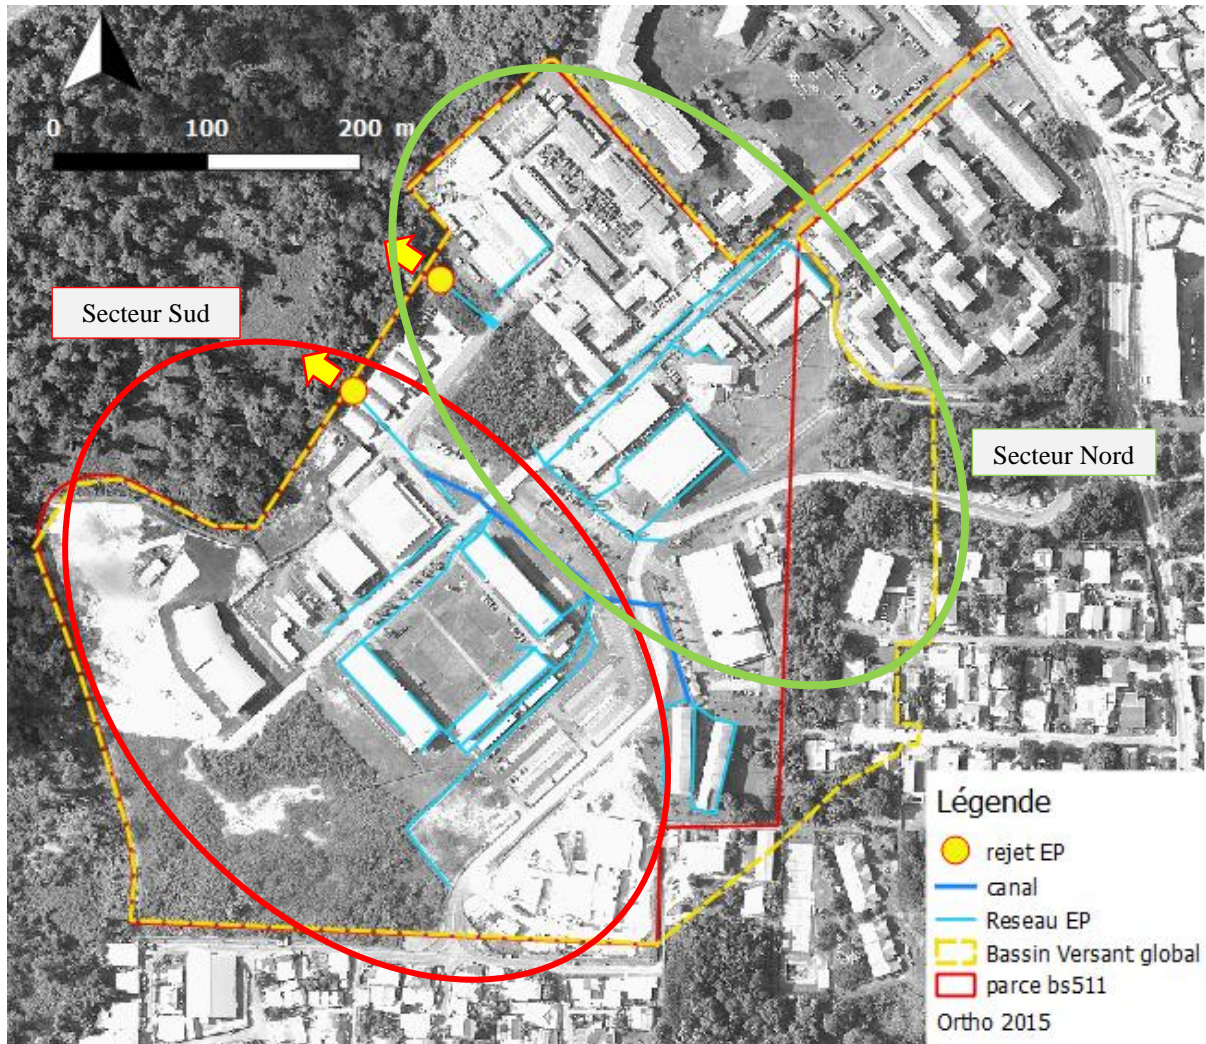 0 100 200 m
Secteur Sud
Secteur Nord
Légende
rejet EP
canal
Reseau EP
Bassin Versant global
parce bs511
Ortho 2015